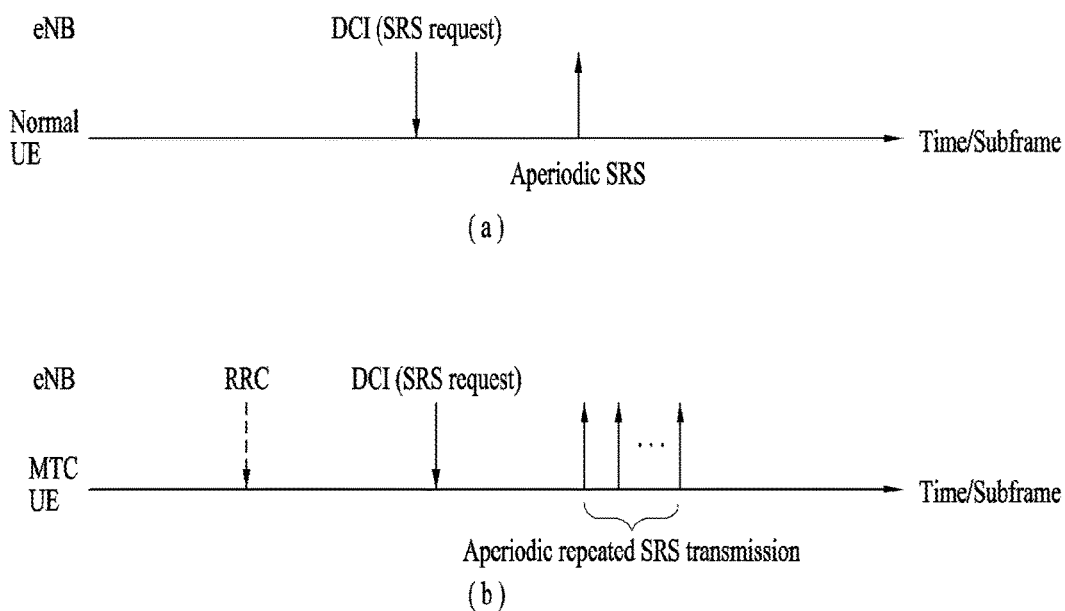 eNB
DCI (SRS request)
Normal
UE
Time/Subframe
Aperiodic SRS
( a )
eNB
RRC
DCI (SRS request)
...
MTC
UE
Time/Subframe
Aperiodic repeated SRS transmission
( b )